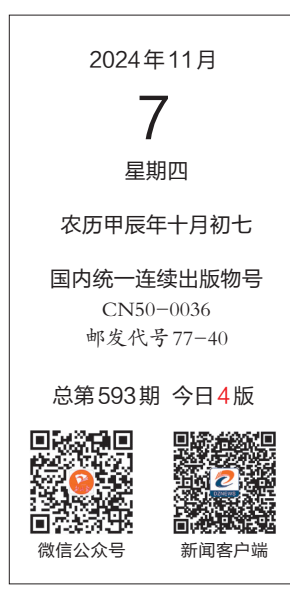 2024年11月
7
星期四
农历甲辰年十月初七
国内统一连续出版物号
CN50-0036
邮发代号77-40
总第593期 今日4版
DZNEWS
微信公众号 新闻客户端